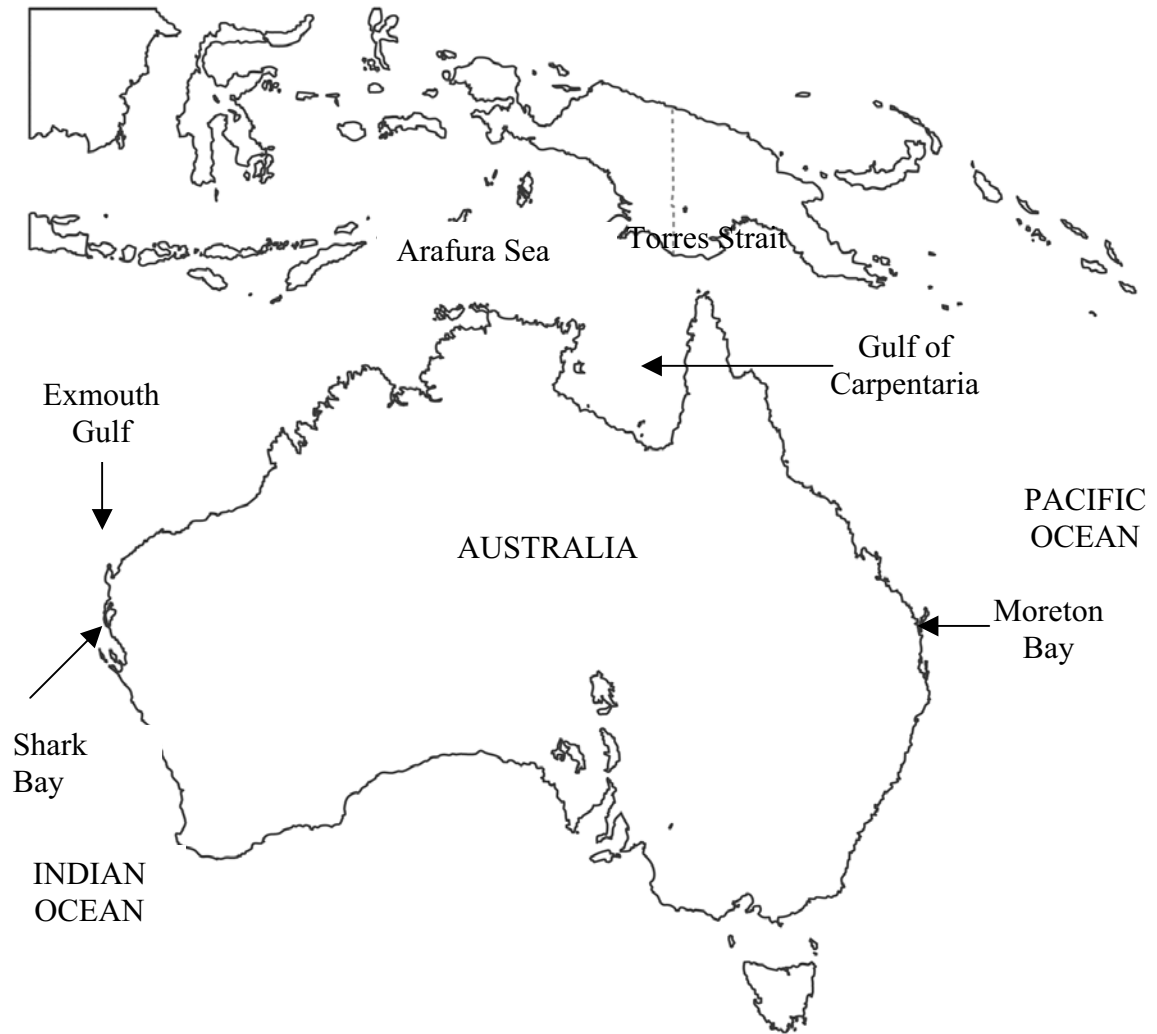 Arafura Sea
Torres Strait
Gulf of
Carpentaria
Exmouth
Gulf
PACIFIC
OCEAN
AUSTRALIA
Moreton
Bay
Shark
Bay
INDIAN
OCEAN